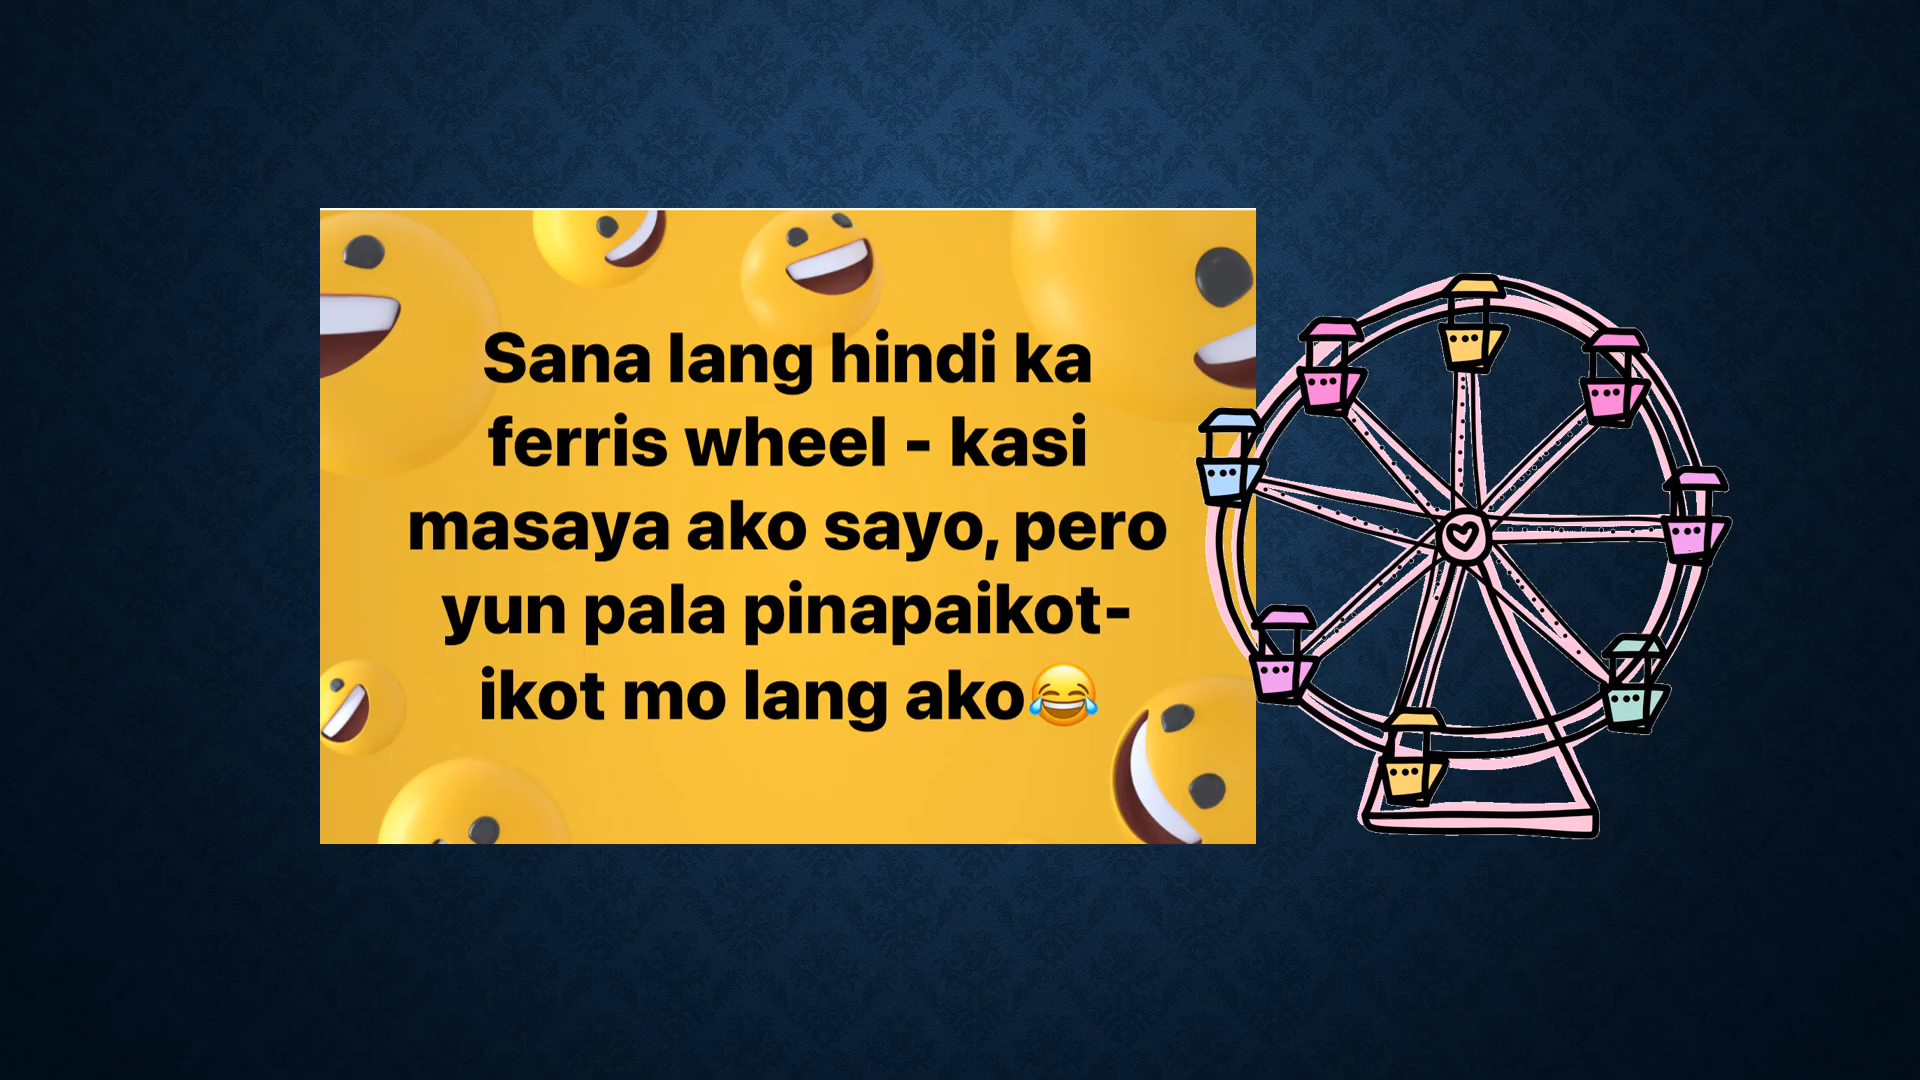 Sana lang hindi ka
ferris wheel - kasi
masaya ako sayo, pero
yun pala pinapaikot-
ikot mo lang ako😂